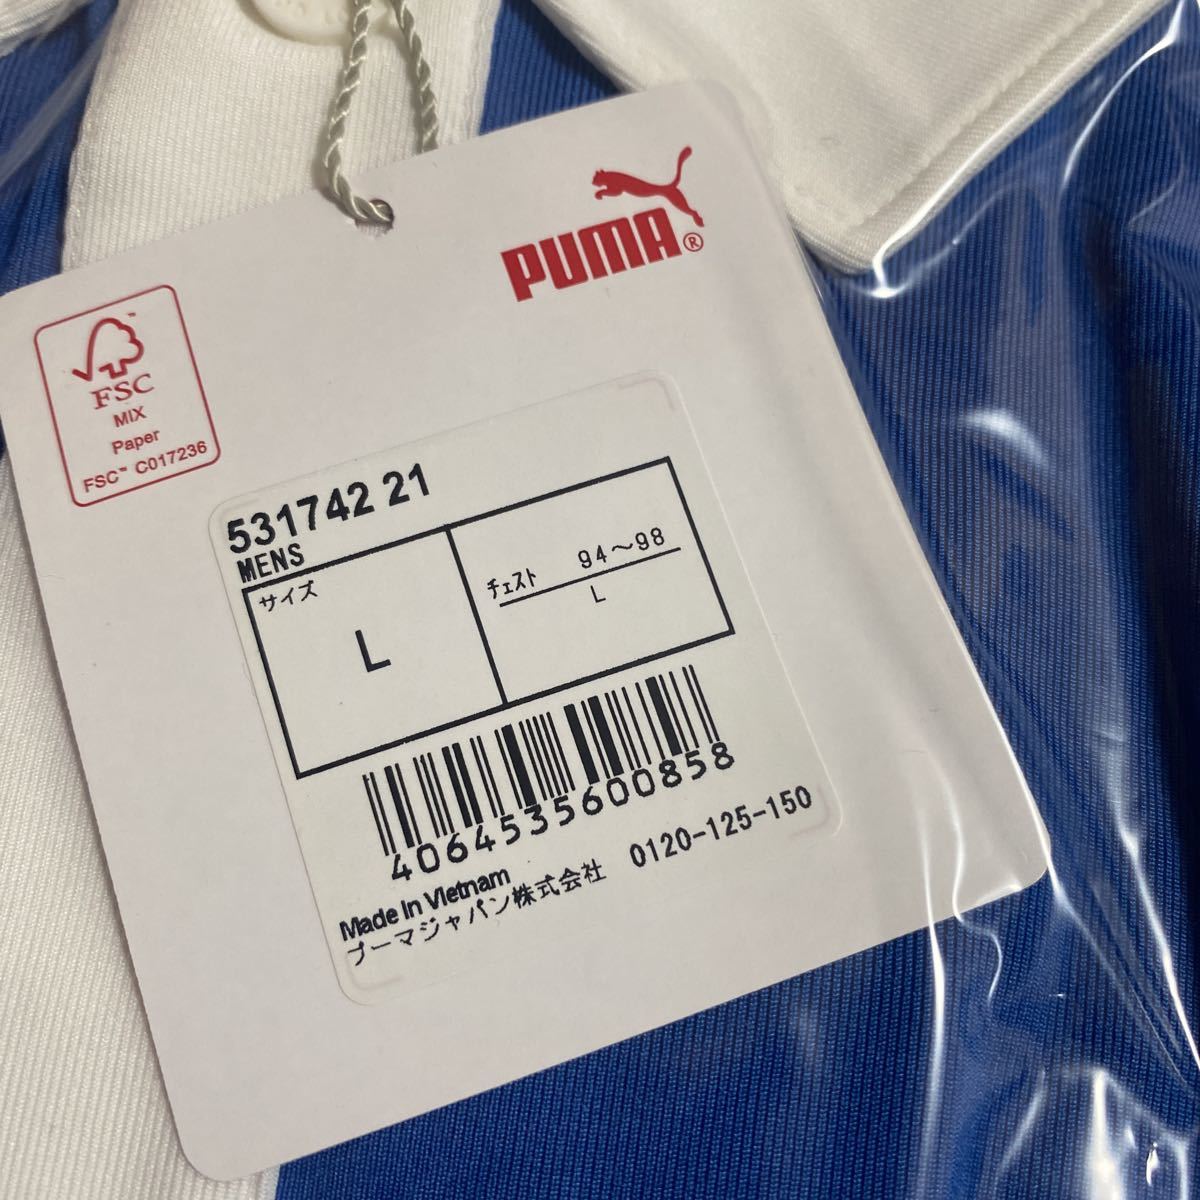 PUMA®
FSC™
MIX
Paper
FSC™ C017236
531742 21
MENS
サイズ
L
チェスト 94～98
L
4064535600858
Made in Vietnam
プーマジャパン株式会社 0120-125-150